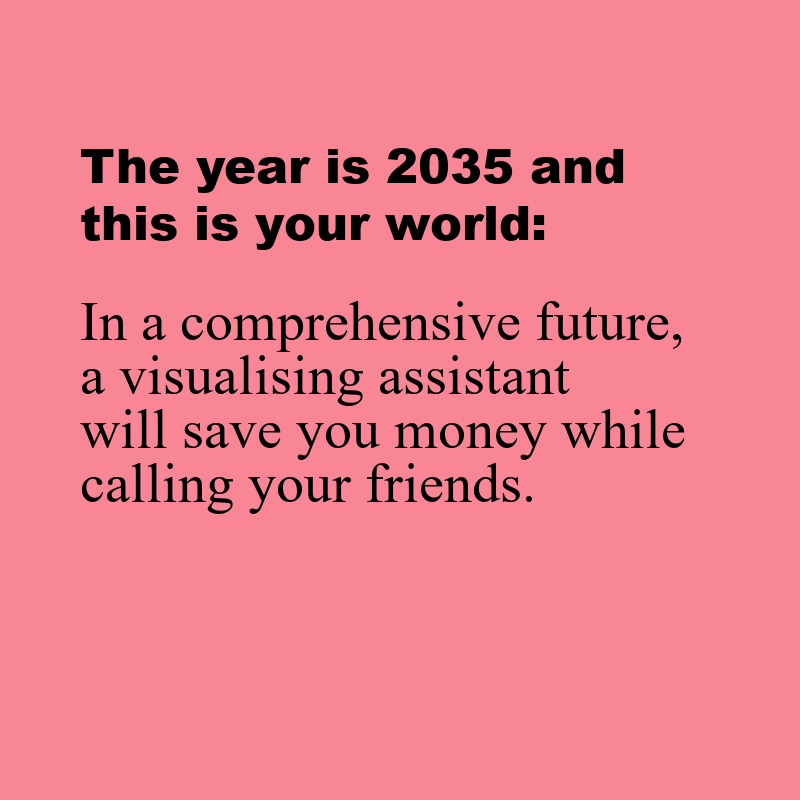 The year is 2035 and
this is your world:
In a comprehensive future,
a visualising assistant
will save you money while
calling your friends.